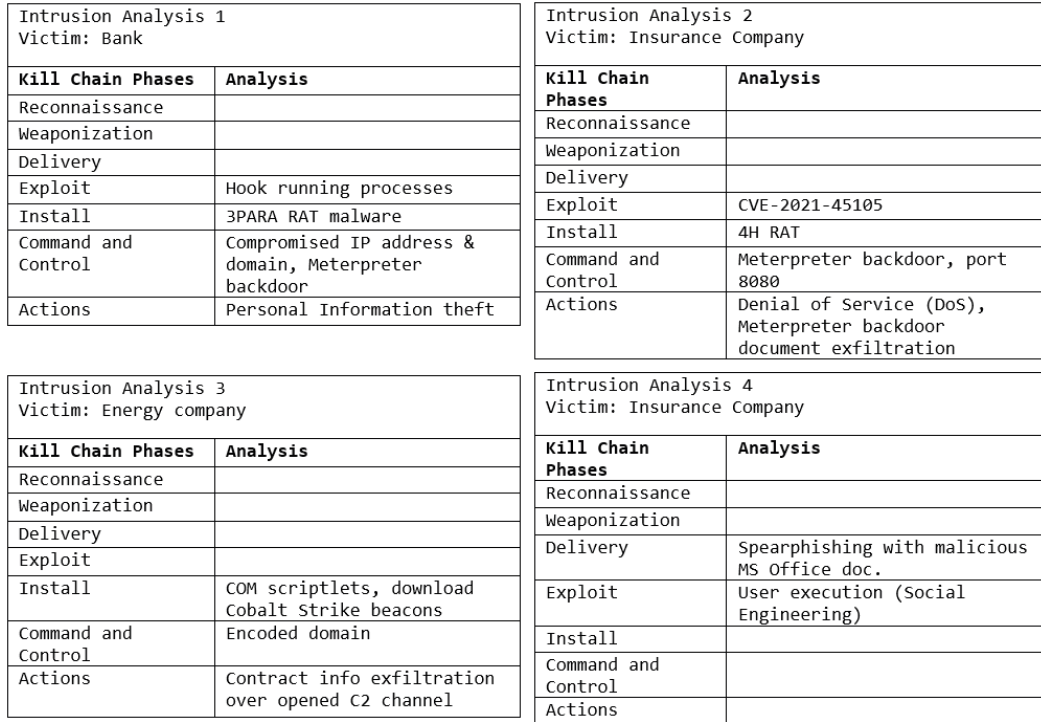 Intrusion Analysis 1
Victim: Bank
Kill Chain Phases Analysis
Reconnaissance
Weaponization
Delivery
Exploit Hook running processes
Install 3PARA RAT malware
Command and Compromised IP address &
Control domain, Meterpreter
backdoor
Actions Personal Information theft
Intrusion Analysis 2
Victim: Insurance Company
Kill Chain Analysis
Phases
Reconnaissance
Weaponization
Delivery
Exploit CVE-2021-45105
Install 4H RAT
Command and Meterpreter backdoor, port
Control 8080
Actions Denial of Service (DoS),
Meterpreter backdoor
document exfiltration
Intrusion Analysis 3
Victim: Energy company
Kill Chain Phases Analysis
Reconnaissance
Weaponization
Delivery
Exploit
Install COM scriptlets, download
Cobalt Strike beacons
Command and Encoded domain
Control
Actions Contract info exfiltration
over opened C2 channel
Intrusion Analysis 4
Victim: Insurance Company
Kill Chain Analysis
Phases
Reconnaissance
Weaponization
Delivery Spearphishing with malicious
MS Office doc.
Exploit User execution (Social
Engineering)
Install
Command and
Control
Actions